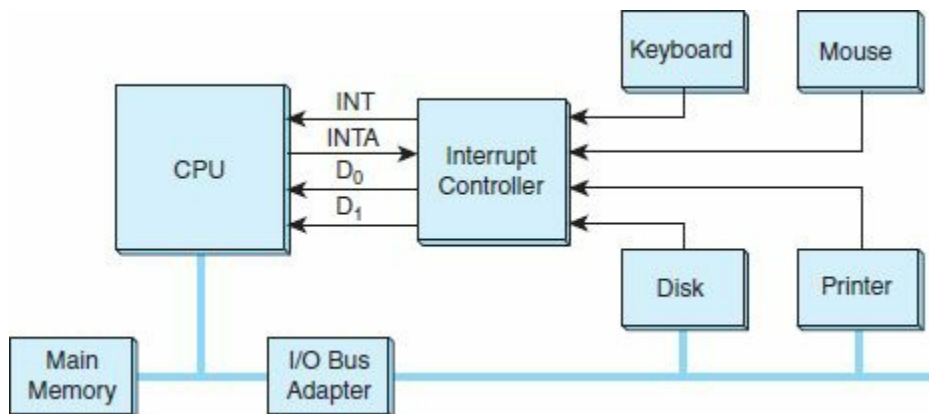 Keyboard
Mouse
INT
INTA
D₀
D₁
CPU
Interrupt
Controller
Disk
Printer
Main
Memory
I/O Bus
Adapter